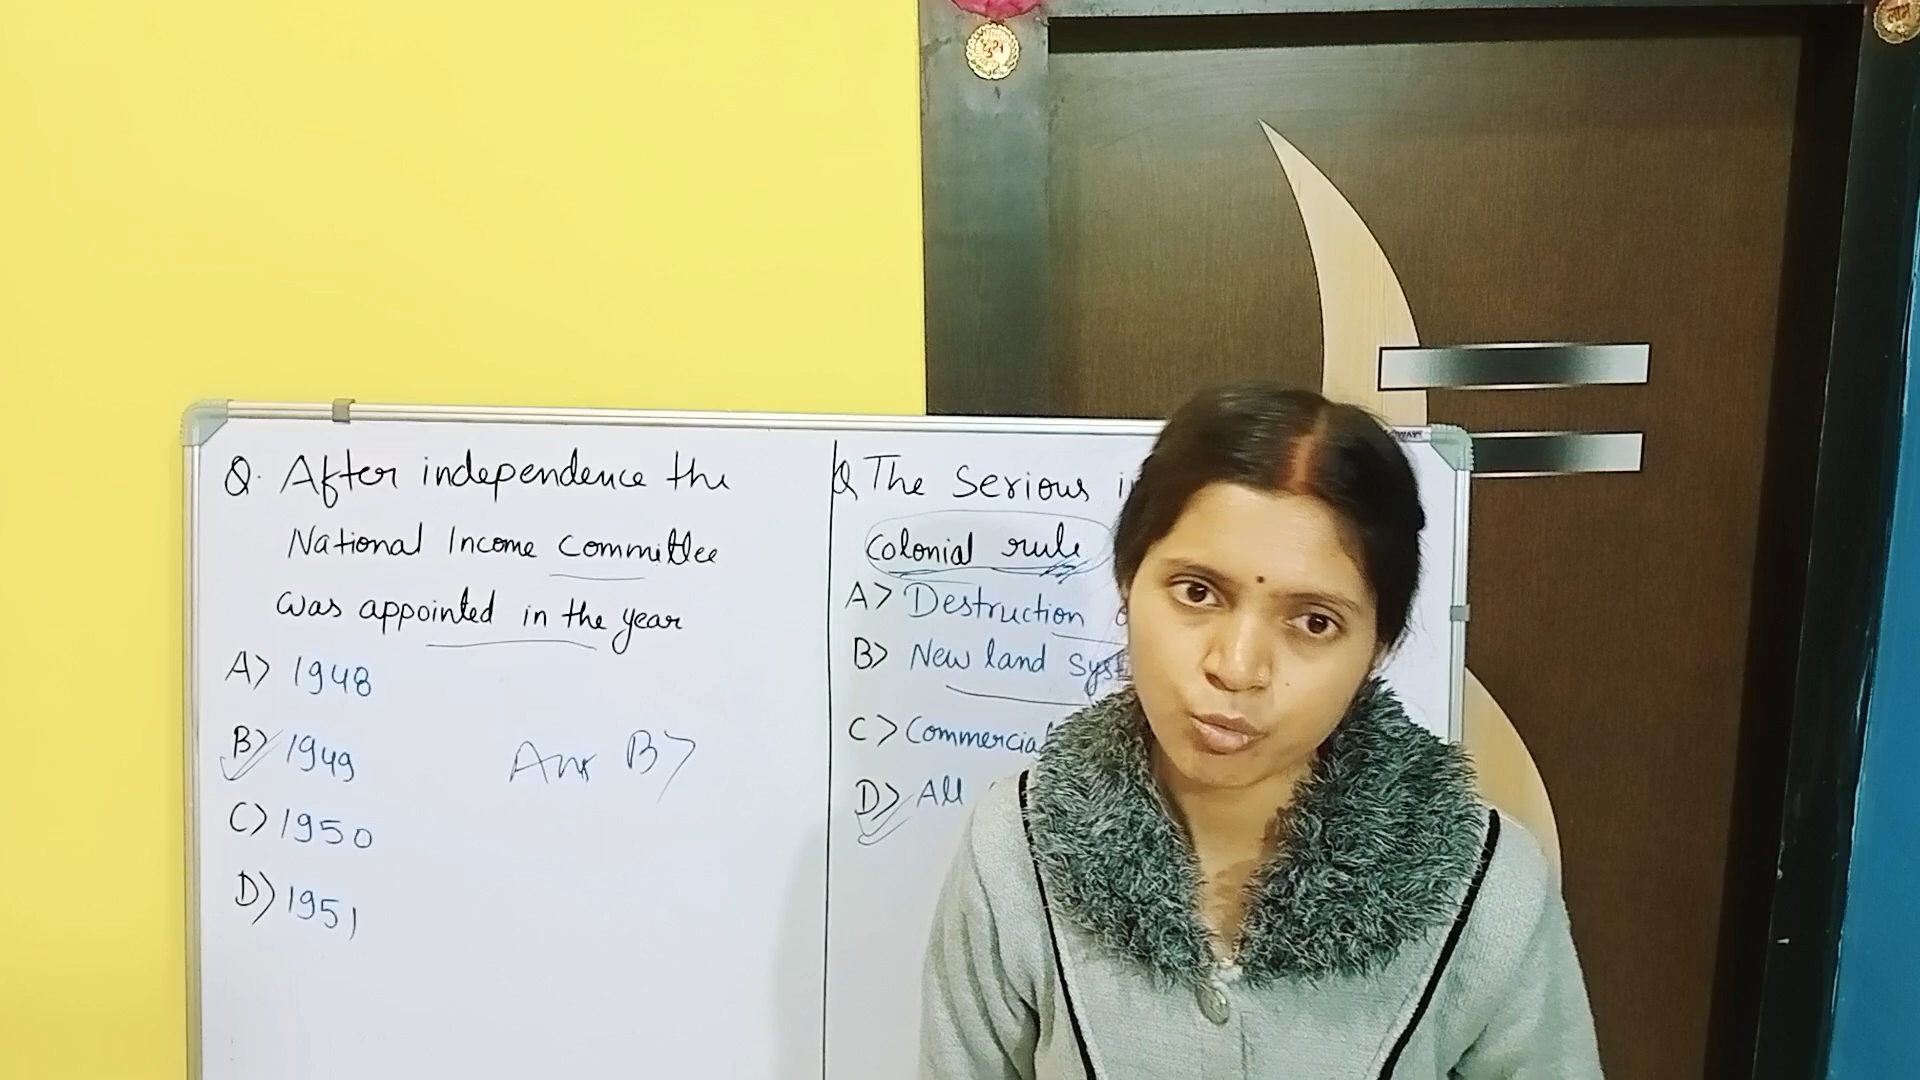 Q. After independence the
National Income Committee
was appointed in the year
A> 1948
B> 1949
C> 1950
D> 1951
Ans B>
Q The Serious
Colonial rule
A> Destruction
B> New land
C> Commercial
D> All